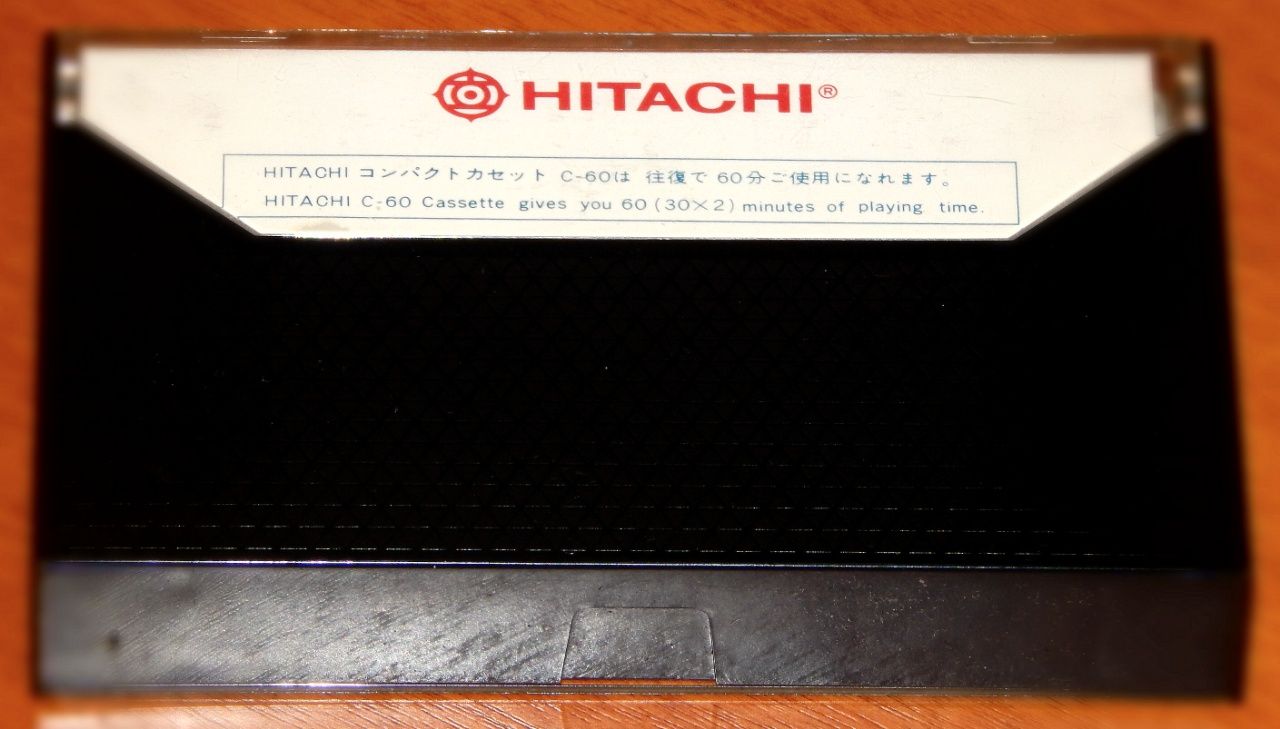 HITACHI®
HITACHI コンパクトカセット C-60は 往復で 60分ご使用になれます。
HITACHI C-60 Cassette gives you 60 (30×2) minutes of playing time.